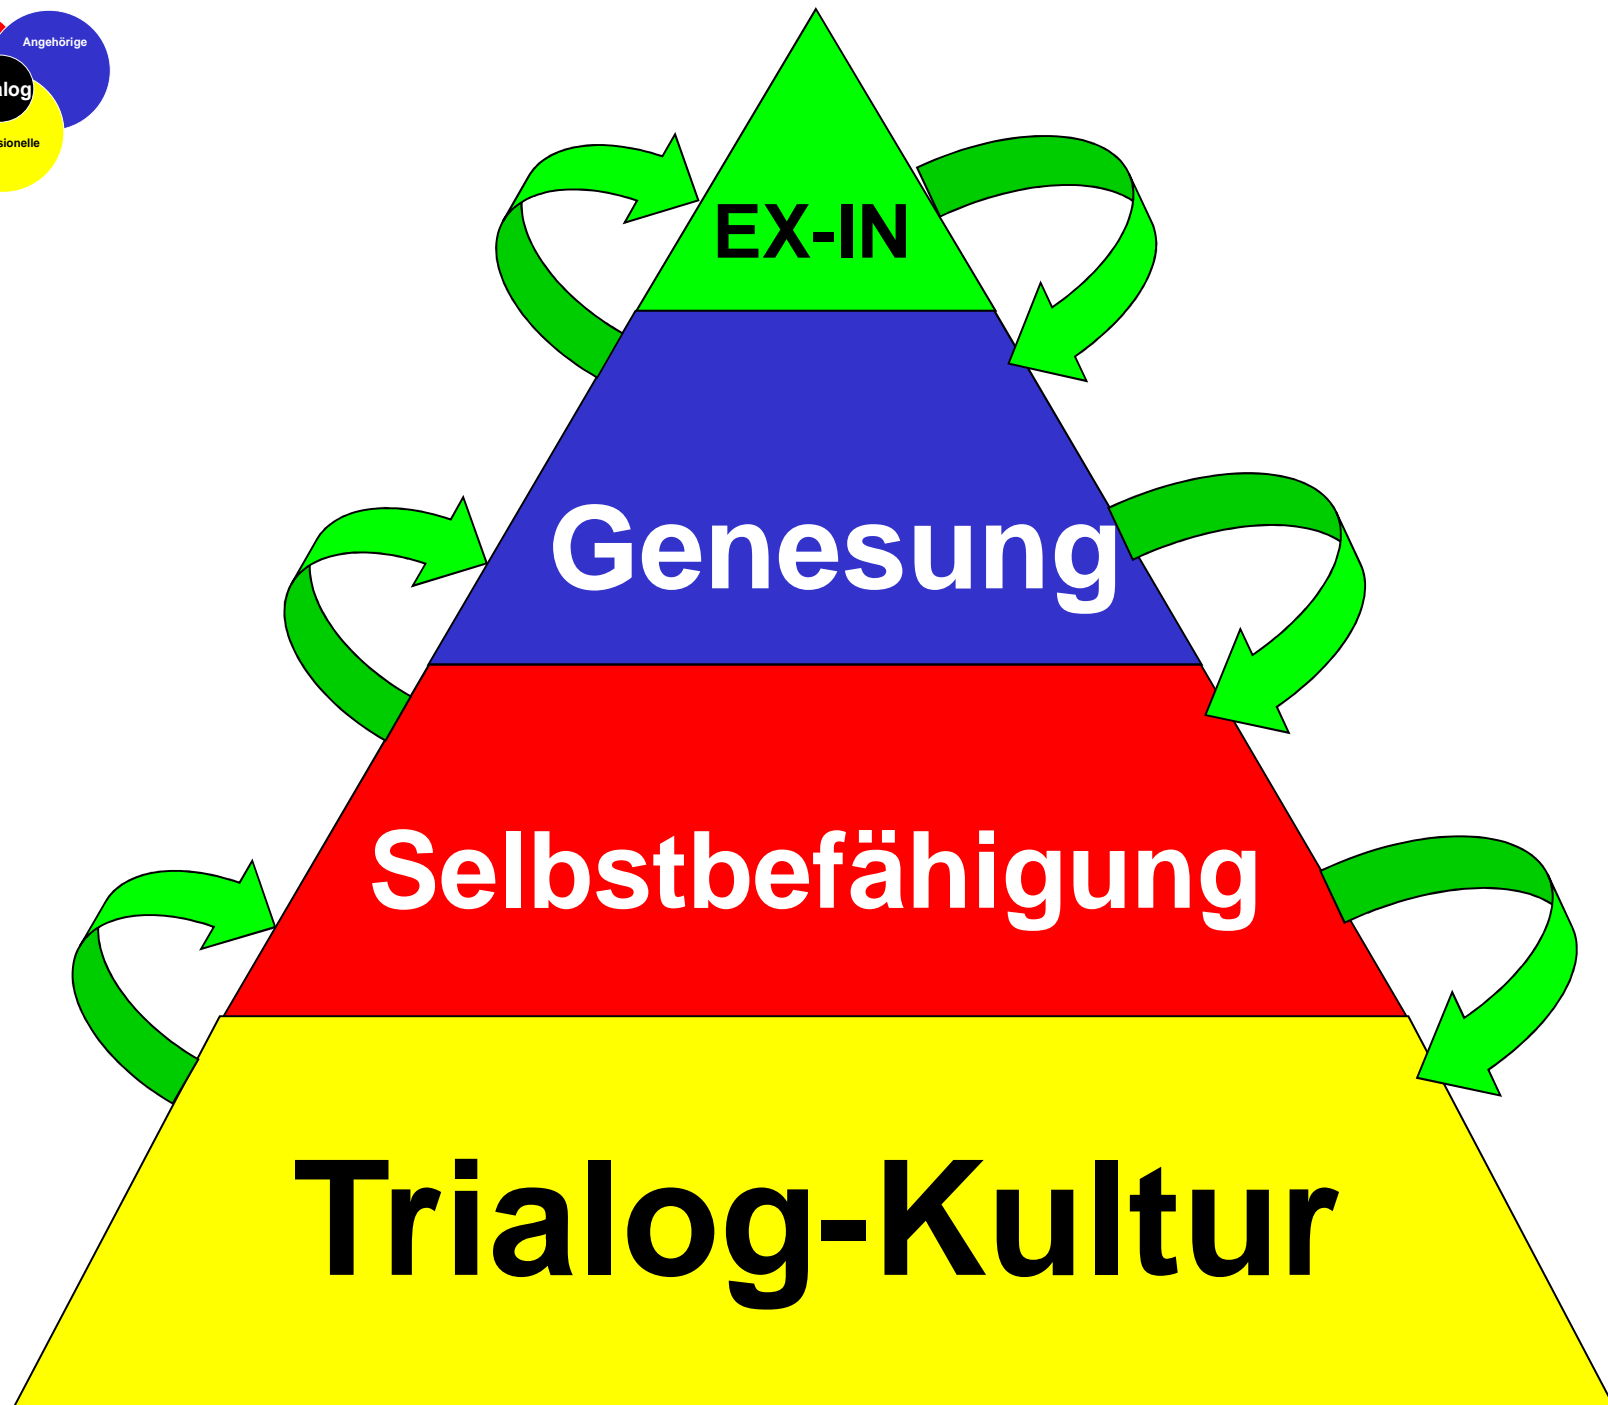 Angehörige
alog
sionelle
EX-IN
Genesung
Selbstbefähigung
Trialog-Kultur